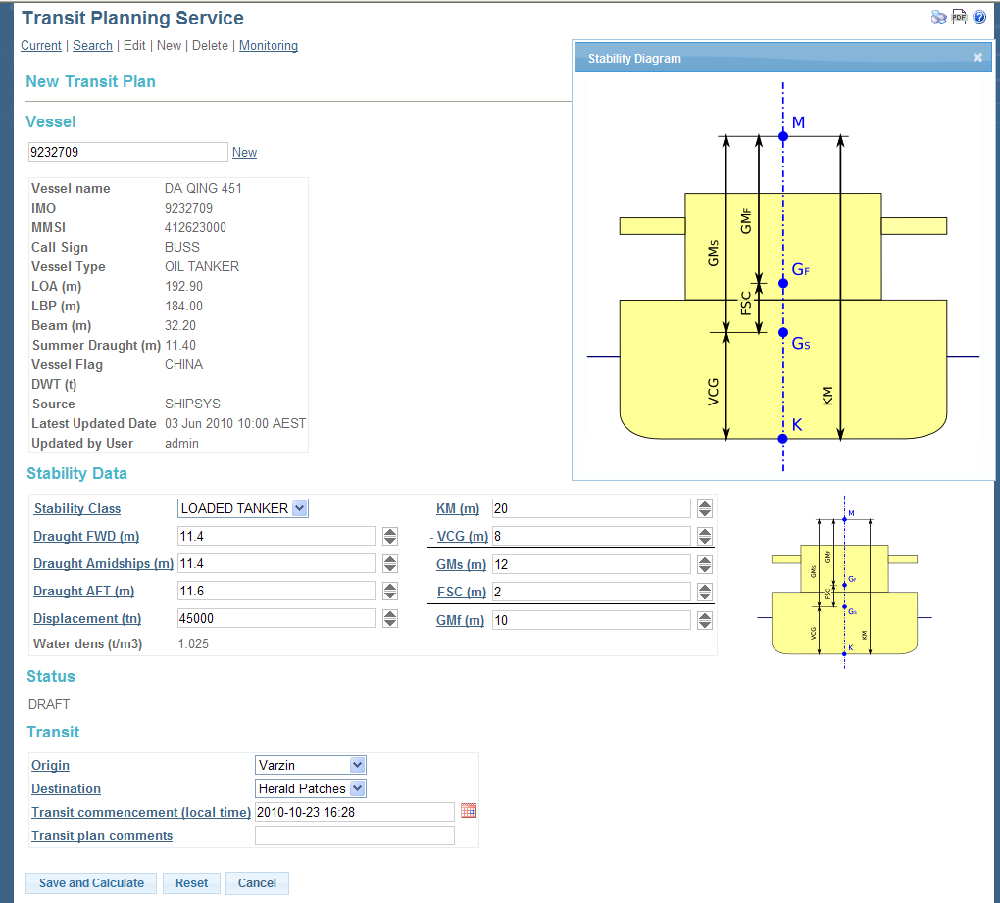 Transit Planning Service
PDF ?
Current | Search | Edit | New | Delete | Monitoring
Stability Diagram
New Transit Plan
Vessel
9232709 New
Vessel name DA QING 451
IMO 9232709
MMSI 412623000
Call Sign BUSS
Vessel Type OIL TANKER
LOA (m) 192.90
LBP (m) 184.00
Beam (m) 32.20
Summer Draught (m) 11.40
Vessel Flag CHINA
DWT (t)
Source SHIPSYS
Latest Updated Date 03 Jun 2010 10:00 AEST
Updated by User admin
M
GMF
GMs
GF
FSC
Gs
VCG
KM
K
Stability Data
Stability Class LOADED TANKER
Draught FWD (m) 11.4
Draught Amidships (m) 11.4
Draught AFT (m) 11.6
Displacement (tn) 45000
Water dens (t/m3) 1.025
KM (m) 20
- VCG (m) 8
GMs (m) 12
- FSC (m) 2
GMf (m) 10
M
GMF
GMs
GF
FSC
Gs
VCG
KM
K
Status
DRAFT
Transit
Origin Varzin
Destination Herald Patches
Transit commencement (local time) 2010-10-23 16:28
Transit plan comments
Save and Calculate Reset Cancel